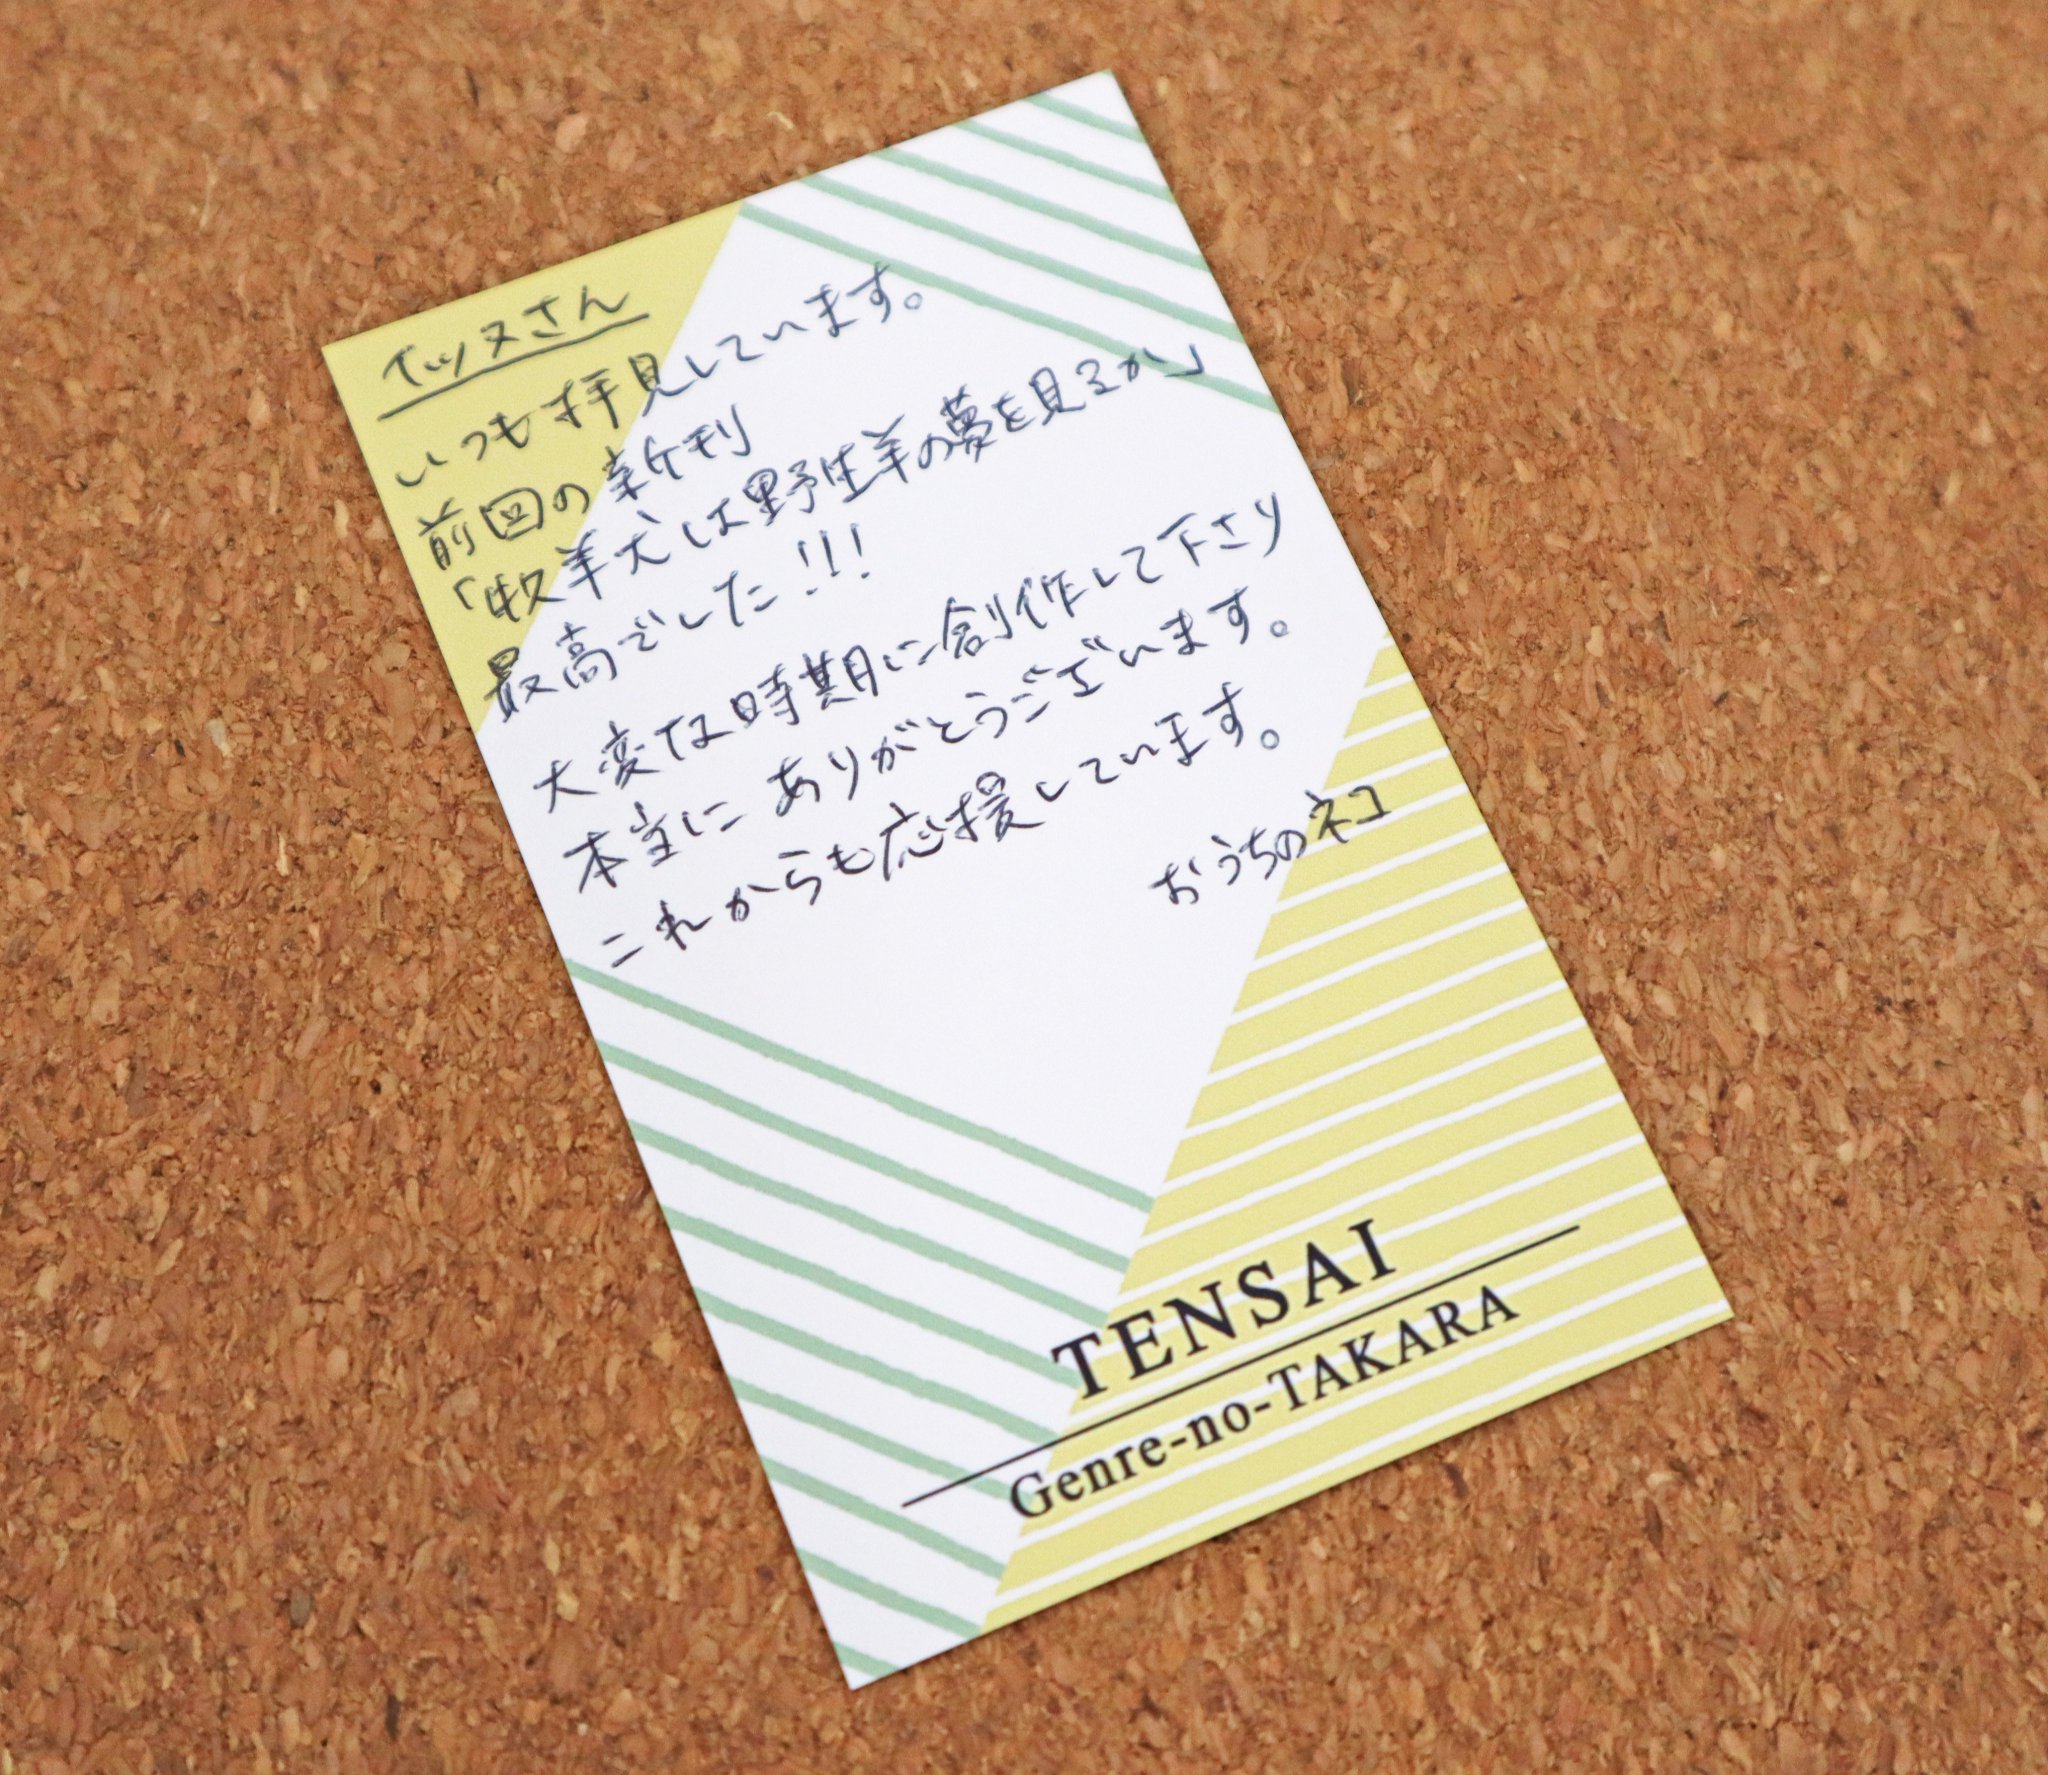 イッヌさん
いつも拝見しています。
前回の新刊
「牧羊犬は野生羊の夢を見るか」
最高でした!!!
大変な時期に創作して下さり
本当にありがとうございます。
これからも応援しています。
おうちのネコ
TENSAI
Genre-no-TAKARA